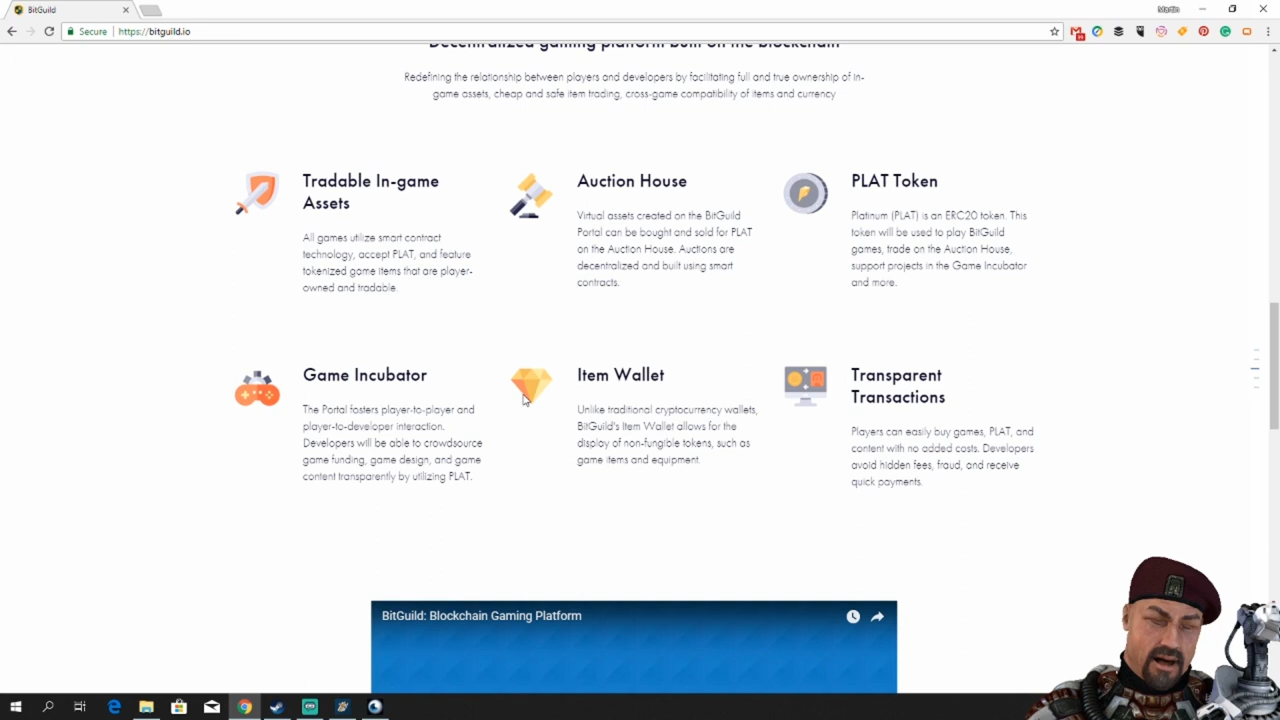 BitGuild
Martin
Secure
https://bitguild.io
Decentralized gaming platform built on the blockchain
Redefining the relationship between players and developers by facilitating full and true ownership of in-
game assets, cheap and safe item trading, cross-game compatibility of items and currency
Tradable In-game
Assets
All games utilize smart contract
technology, accept PLAT, and feature
tokenized game items that are player-
owned and tradable.
Auction House
Virtual assets created on the BitGuild
Portal can be bought and sold for PLAT
on the Auction House. Auctions are
decentralized and built using smart
contracts.
PLAT Token
Platinum (PLAT) is an ERC20 token. This
token will be used to play BitGuild
games, trade on the Auction House,
support projects in the Game Incubator
and more.
Game Incubator
The Portal fosters player-to-player and
player-to-developer interaction.
Developers will be able to crowdsource
game funding, game design, and game
content transparently by utilizing PLAT.
Item Wallet
Unlike traditional cryptocurrency wallets,
BitGuild's Item Wallet allows for the
display of non-fungible tokens, such as
game items and equipment.
Transparent
Transactions
Players can easily buy games, PLAT, and
content with no added costs. Developers
avoid hidden fees, fraud, and receive
quick payments.
BitGuild: Blockchain Gaming Platform